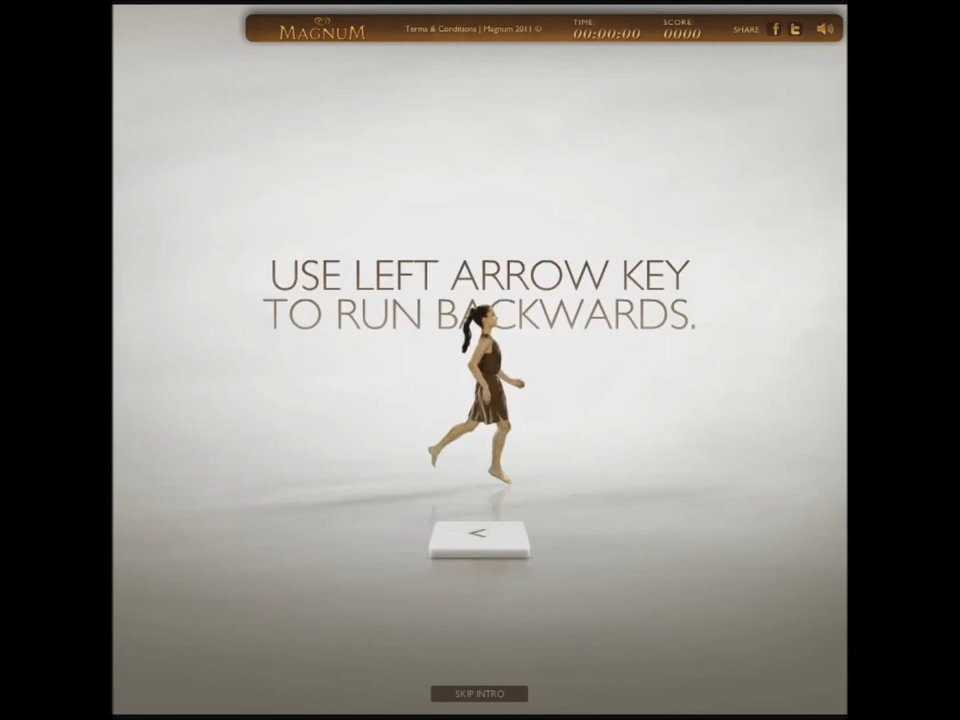 MAGNUM
Terms & Conditions | Magnum 2011 ©
TIME:
00:00:00
SCORE:
0000
SHARE
f
t
USE LEFT ARROW KEY
TO RUN BACKWARDS.
<
SKIP INTRO